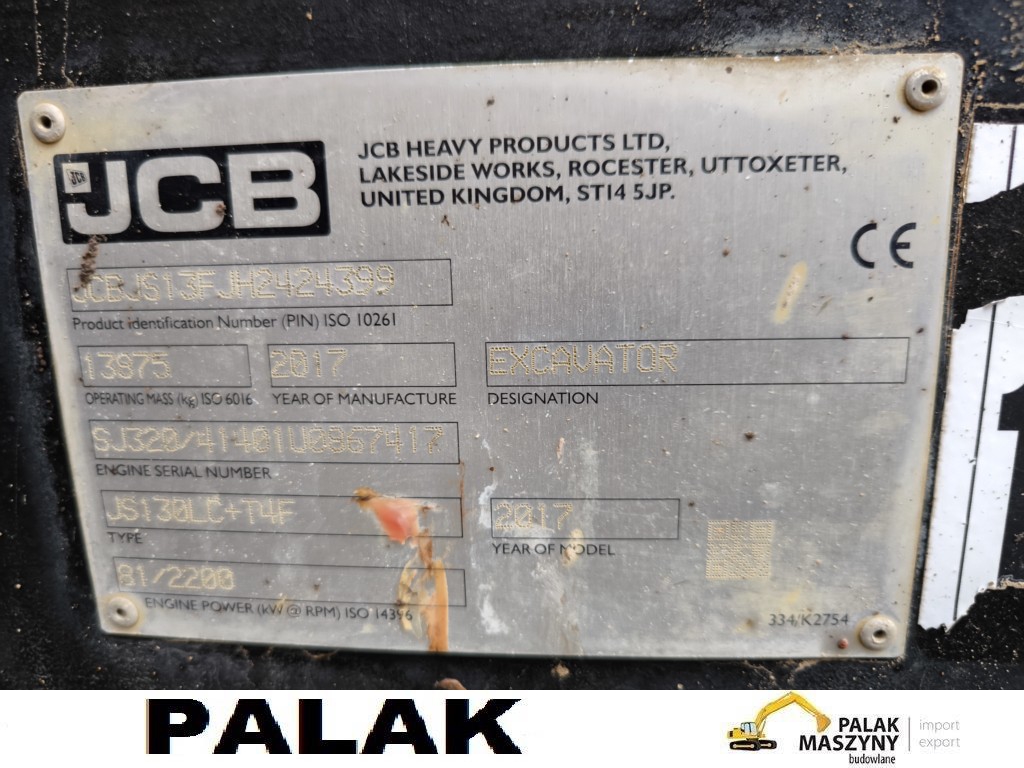 JCB
JCB HEAVY PRODUCTS LTD,
LAKESIDE WORKS, ROCESTER, UTTOXETER,
UNITED KINGDOM, ST14 5JP.
CE
JCBJS13FJH2424399
Product identification Number (PIN) ISO 10261
13975 2017 EXCAVATOR
OPERATING MASS (kg) ISO 6016 YEAR OF MANUFACTURE DESIGNATION
SJ320/41401U0867417
ENGINE SERIAL NUMBER
JS130LC+T4F 2017
TYPE YEAR OF MODEL
81/2200
ENGINE POWER (kW @ RPM) ISO 14396 334/K2754
PALAK
PALAK
MASZYNY
budowlane
import
export